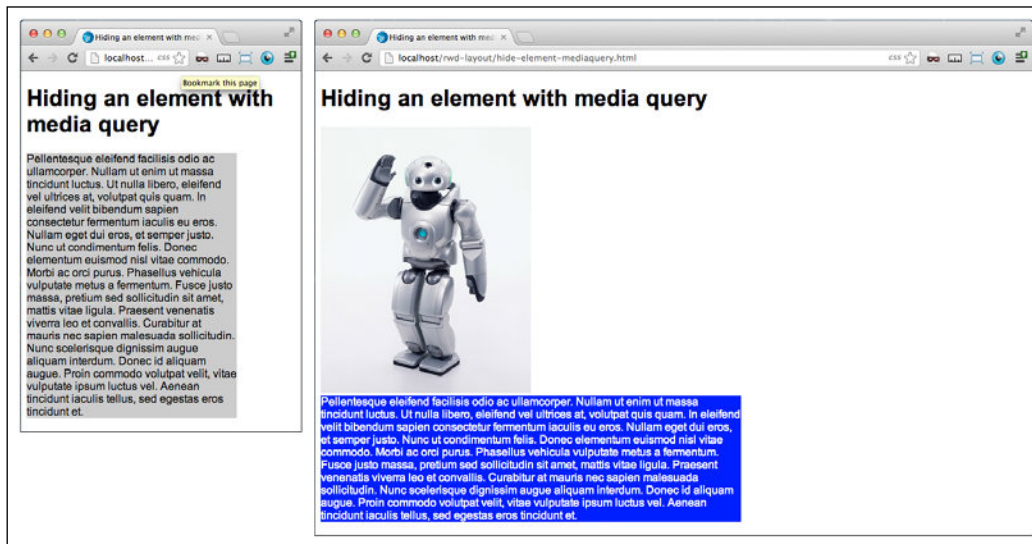 Hiding an element with med
localhost... css
Bookmark this page
Hiding an element with
media query
Pellentesque eleifend facilisis odio ac
ullamcorper. Nullam ut enim ut massa
tincidunt luctus. Ut nulla libero, eleifend
vel ultrices at, volutpat quis quam. In
eleifend velit bibendum sapien
consectetur fermentum iaculis eu eros.
Nullam eget dui eros, et semper justo.
Nunc ut condimentum felis. Donec
elementum euismod nisl vitae commodo.
Morbi ac orci purus. Phasellus vehicula
vulputate metus a fermentum. Fusce justo
massa, pretium sed sollicitudin sit amet,
mattis vitae ligula. Praesent venenatis
viverra leo et convallis. Curabitur at
mauris nec sapien malesuada sollicitudin.
Nunc scelerisque dignissim augue
aliquam interdum. Donec id aliquam
augue. Proin commodo volutpat velit, vitae
vulputate ipsum luctus vel. Aenean
tincidunt iaculis tellus, sed egestas eros
tincidunt et.
Hiding an element with med
localhost/rwd-layout/hide-element-mediaquery.html css
Hiding an element with media query
Pellentesque eleifend facilisis odio ac ullamcorper. Nullam ut enim ut massa
tincidunt luctus. Ut nulla libero, eleifend vel ultrices at, volutpat quis quam. In eleifend
velit bibendum sapien consectetur fermentum iaculis eu eros. Nullam eget dui eros,
et semper justo. Nunc ut condimentum felis. Donec elementum euismod nisl vitae
commodo. Morbi ac orci purus. Phasellus vehicula vulputate metus a fermentum.
Fusce justo massa, pretium sed sollicitudin sit amet, mattis vitae ligula. Praesent
venenatis viverra leo et convallis. Curabitur at mauris nec sapien malesuada
sollicitudin. Nunc scelerisque dignissim augue aliquam interdum. Donec id aliquam
augue. Proin commodo volutpat velit, vitae vulputate ipsum luctus vel. Aenean
tincidunt iaculis tellus, sed egestas eros tincidunt et.